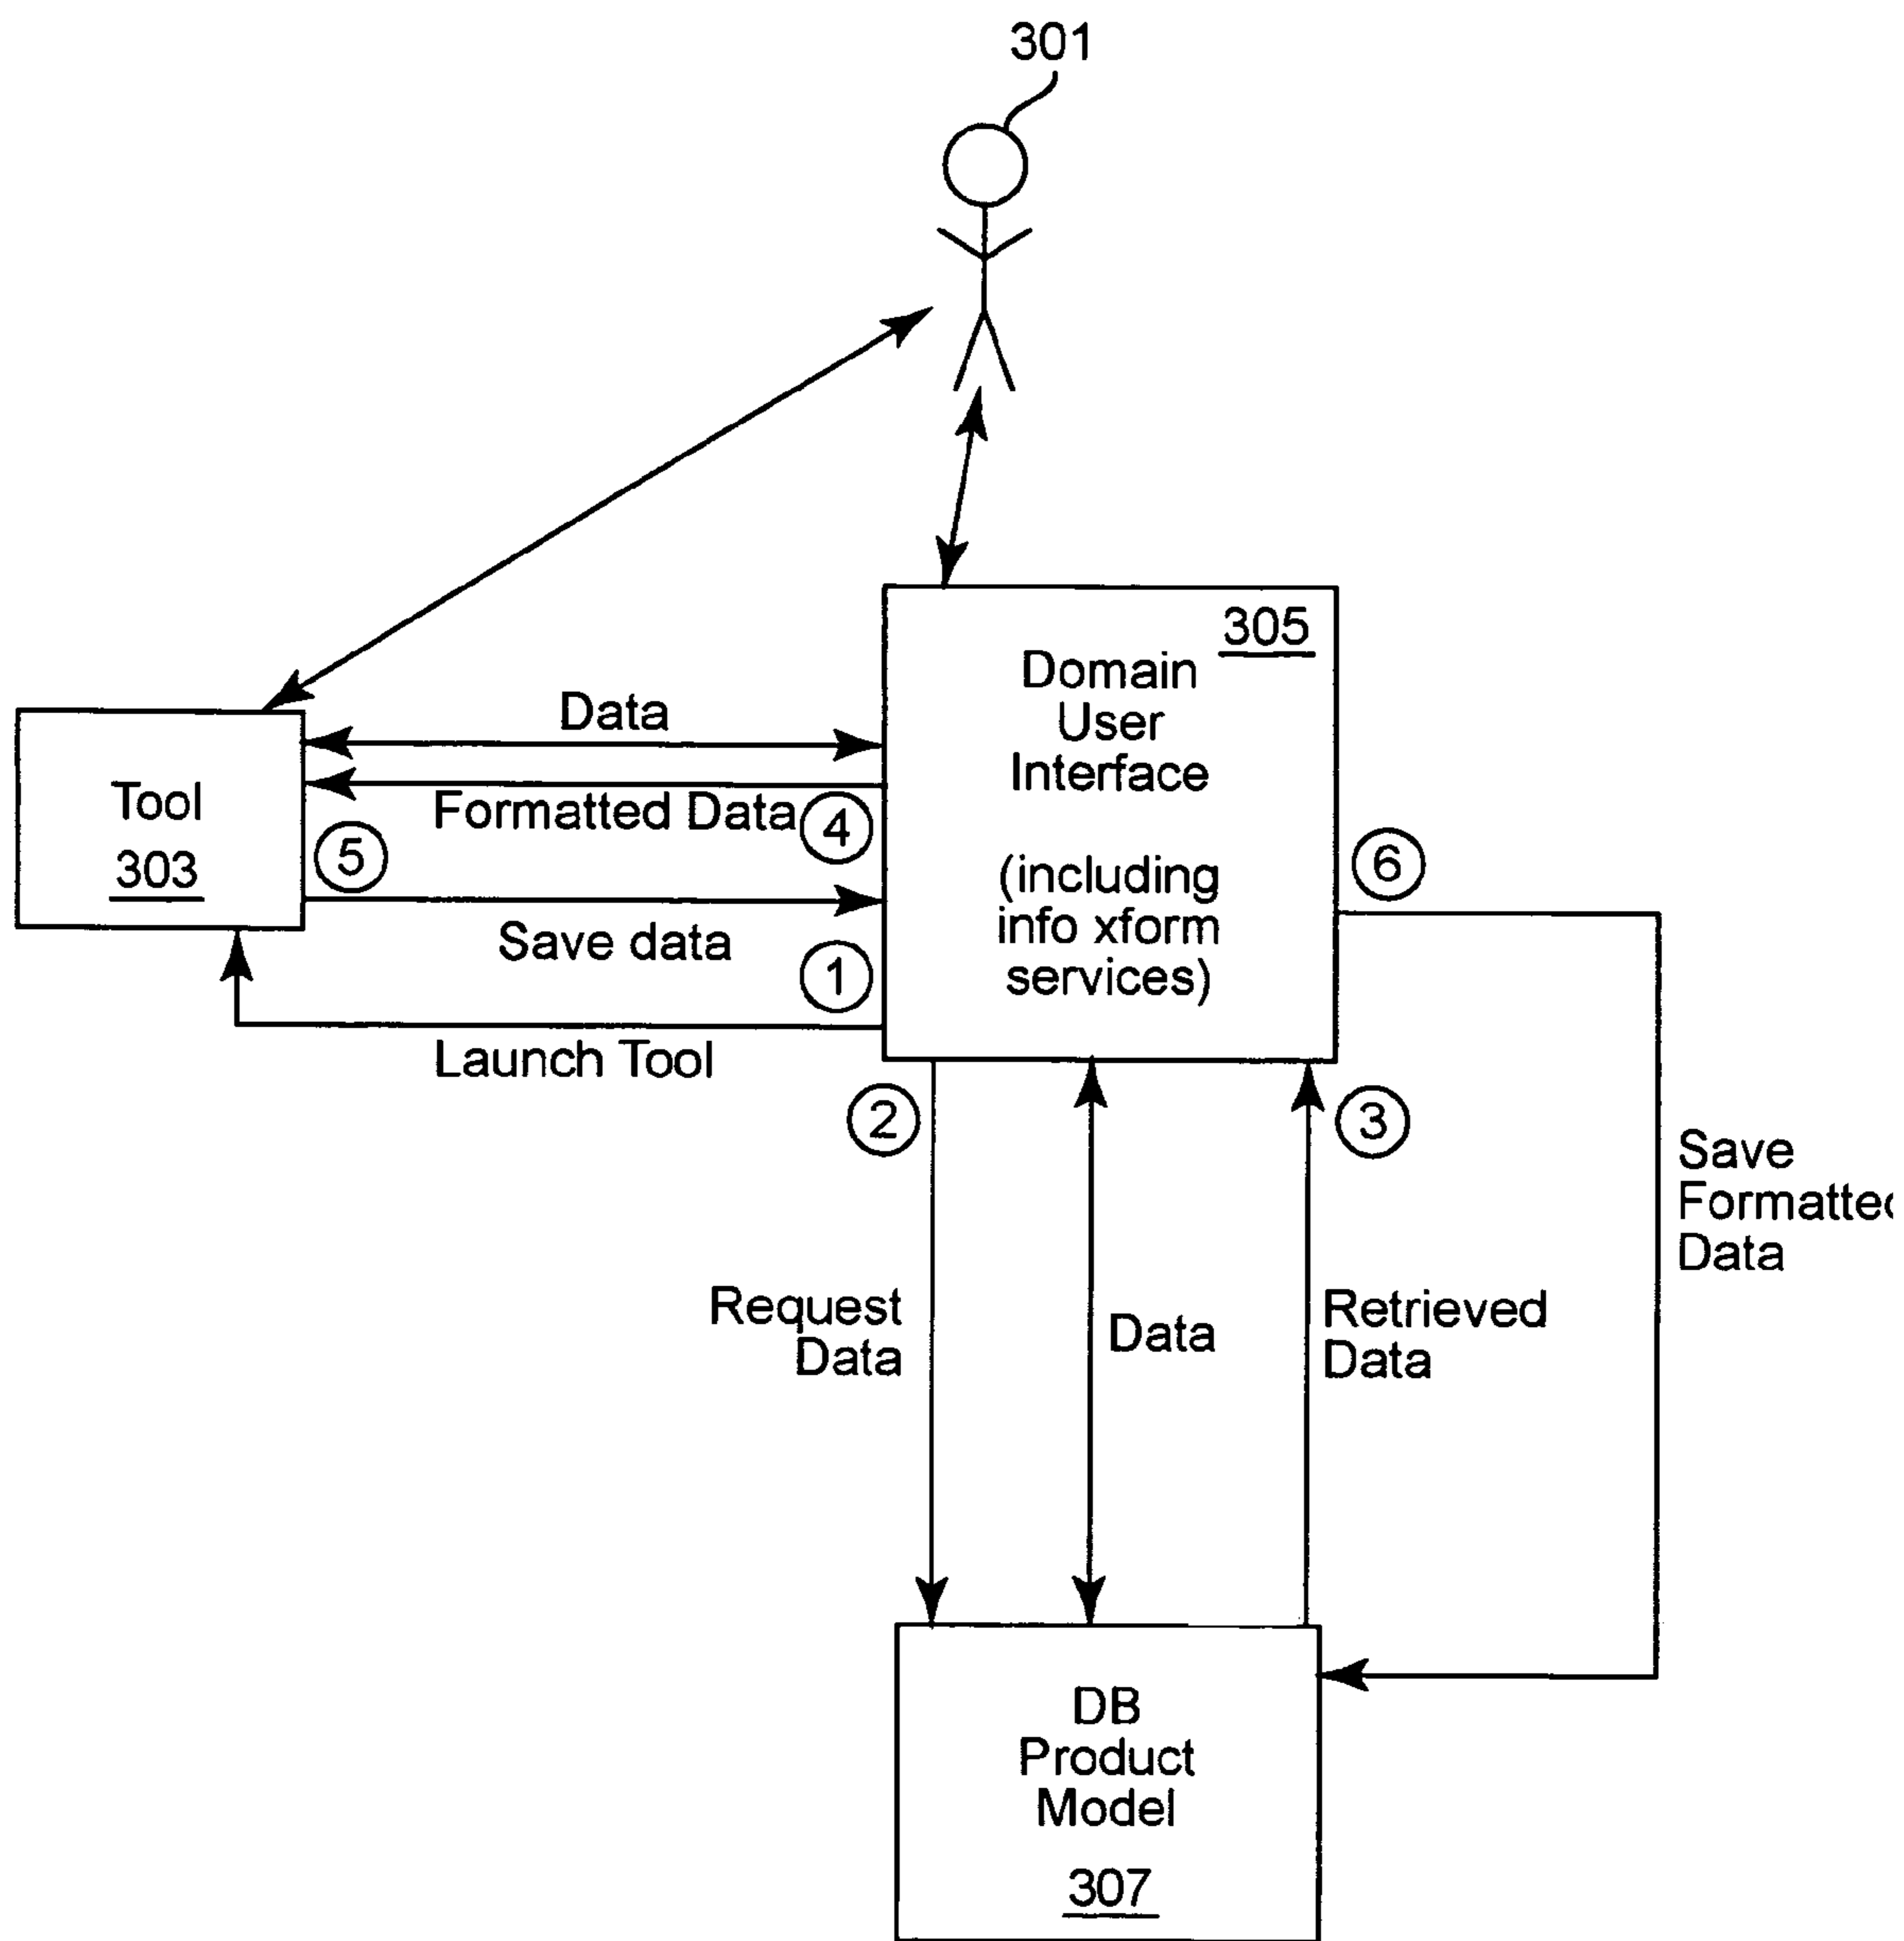 301
305
Domain
User
Interface
(including
info xform
services)
Data
Formatted Data
4
Tool
303
5
Save data
1
Launch Tool
6
2
3
Save
Formatted
Data
Request
Data
Data
Retrieved
Data
DB
Product
Model
307